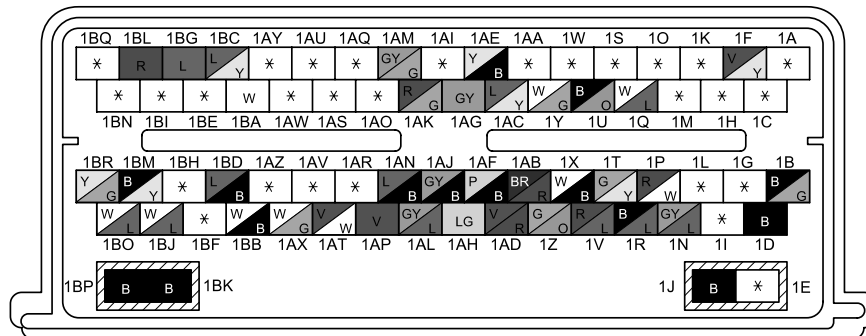 1BQ 1BL 1BG 1BC 1AY 1AU 1AQ 1AM 1AI 1AE 1AA 1W 1S 1O 1K 1F 1A
* R L L Y * * * GY G * Y B * * * * * V Y *
* * * W * * * R G GY L Y W G B O W L * * *
1BN 1BI 1BE 1BA 1AW 1AS 1AO 1AK 1AG 1AC 1Y 1U 1Q 1M 1H 1C
1BR 1BM 1BH 1BD 1AZ 1AV 1AR 1AN 1AJ 1AF 1AB 1X 1T 1P 1L 1G 1B
Y G B Y * L B * * * L B GY B P B BR R W B G Y R W * * B G
W L W L * W B W G V W V GY L LG V R G O R L B L GY L * B
1BO 1BJ 1BF 1BB 1AX 1AT 1AP 1AL 1AH 1AD 1Z 1V 1R 1N 1I 1D
1BP B B 1BK 1J B * 1E